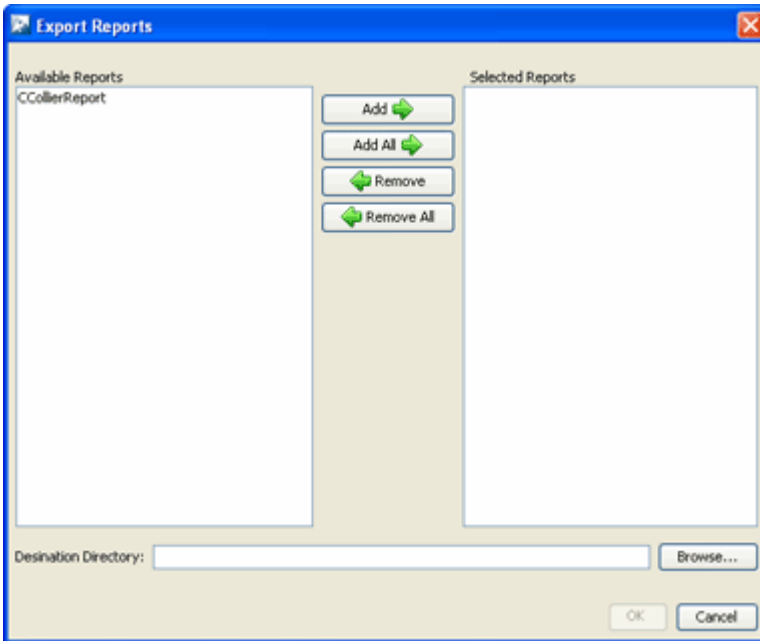 Export Reports
Available Reports
Selected Reports
CCollierReport
Add
Add All
Remove
Remove All
Desination Directory:
Browse...
OK
Cancel